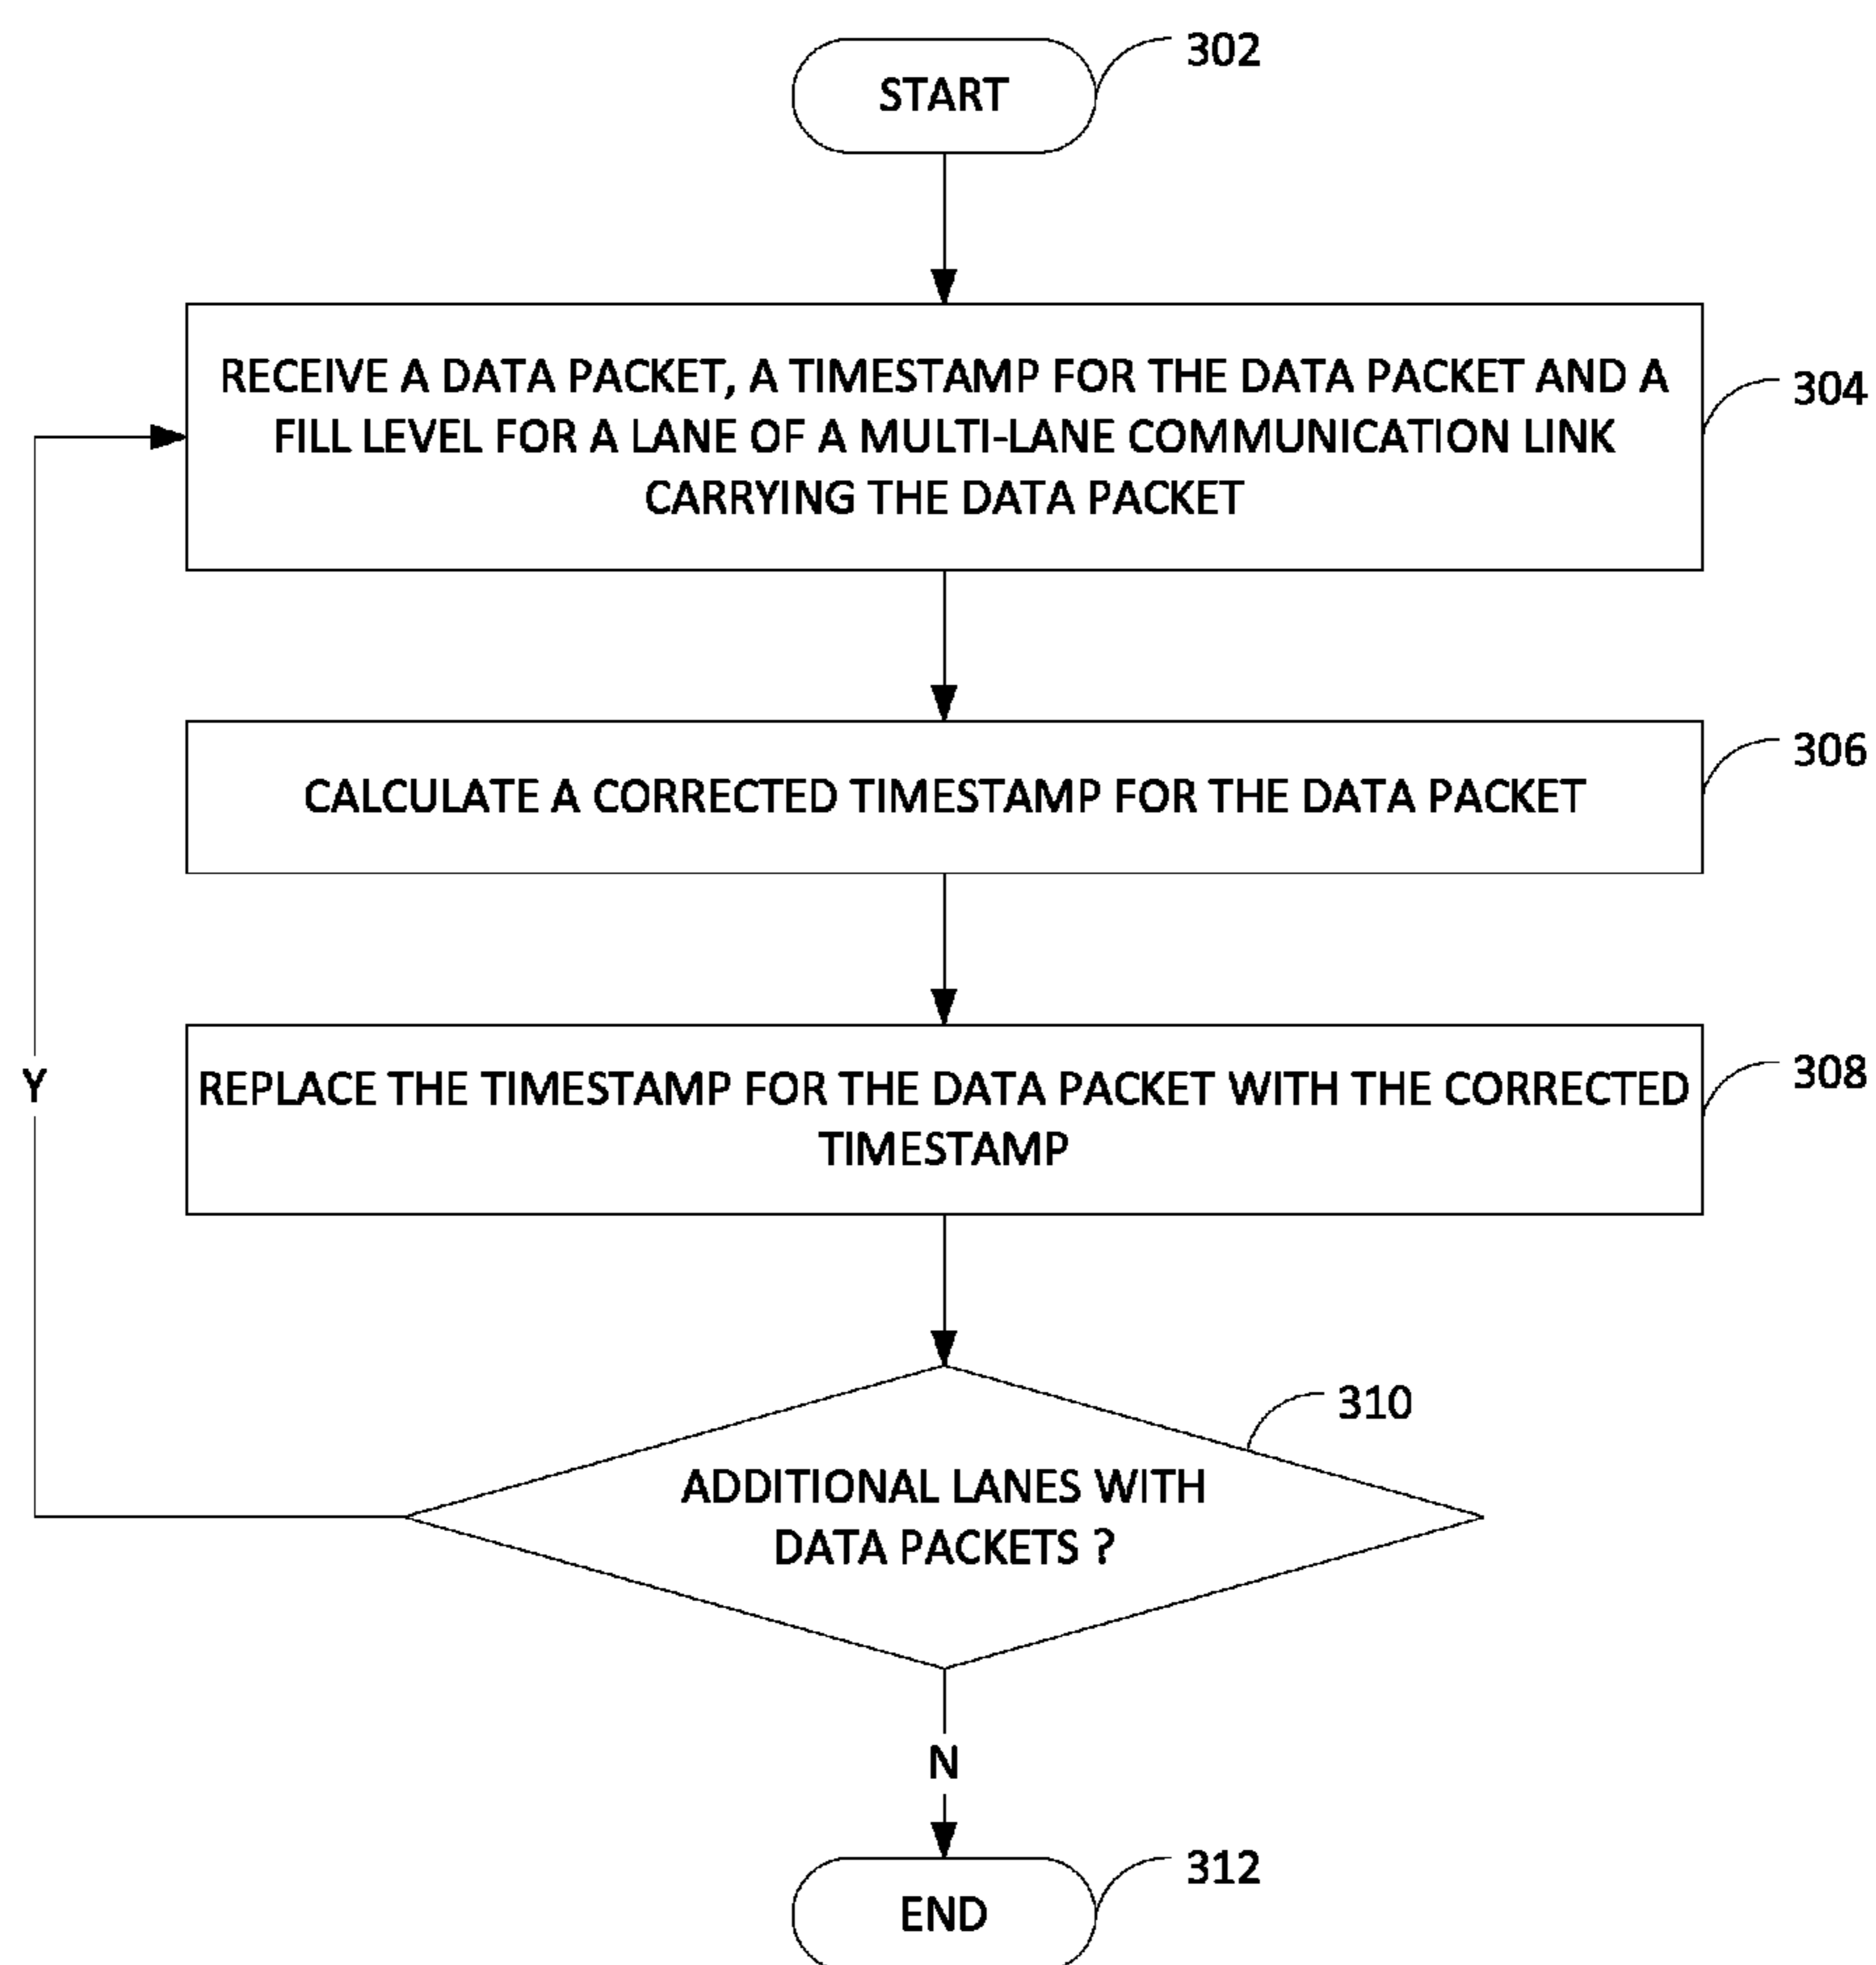 302
START
RECEIVE A DATA PACKET, A TIMESTAMP FOR THE DATA PACKET AND A
FILL LEVEL FOR A LANE OF A MULTI-LANE COMMUNICATION LINK
CARRYING THE DATA PACKET
304
306
CALCULATE A CORRECTED TIMESTAMP FOR THE DATA PACKET
308
REPLACE THE TIMESTAMP FOR THE DATA PACKET WITH THE CORRECTED
TIMESTAMP
Y
310
ADDITIONAL LANES WITH
DATA PACKETS ?
N
312
END